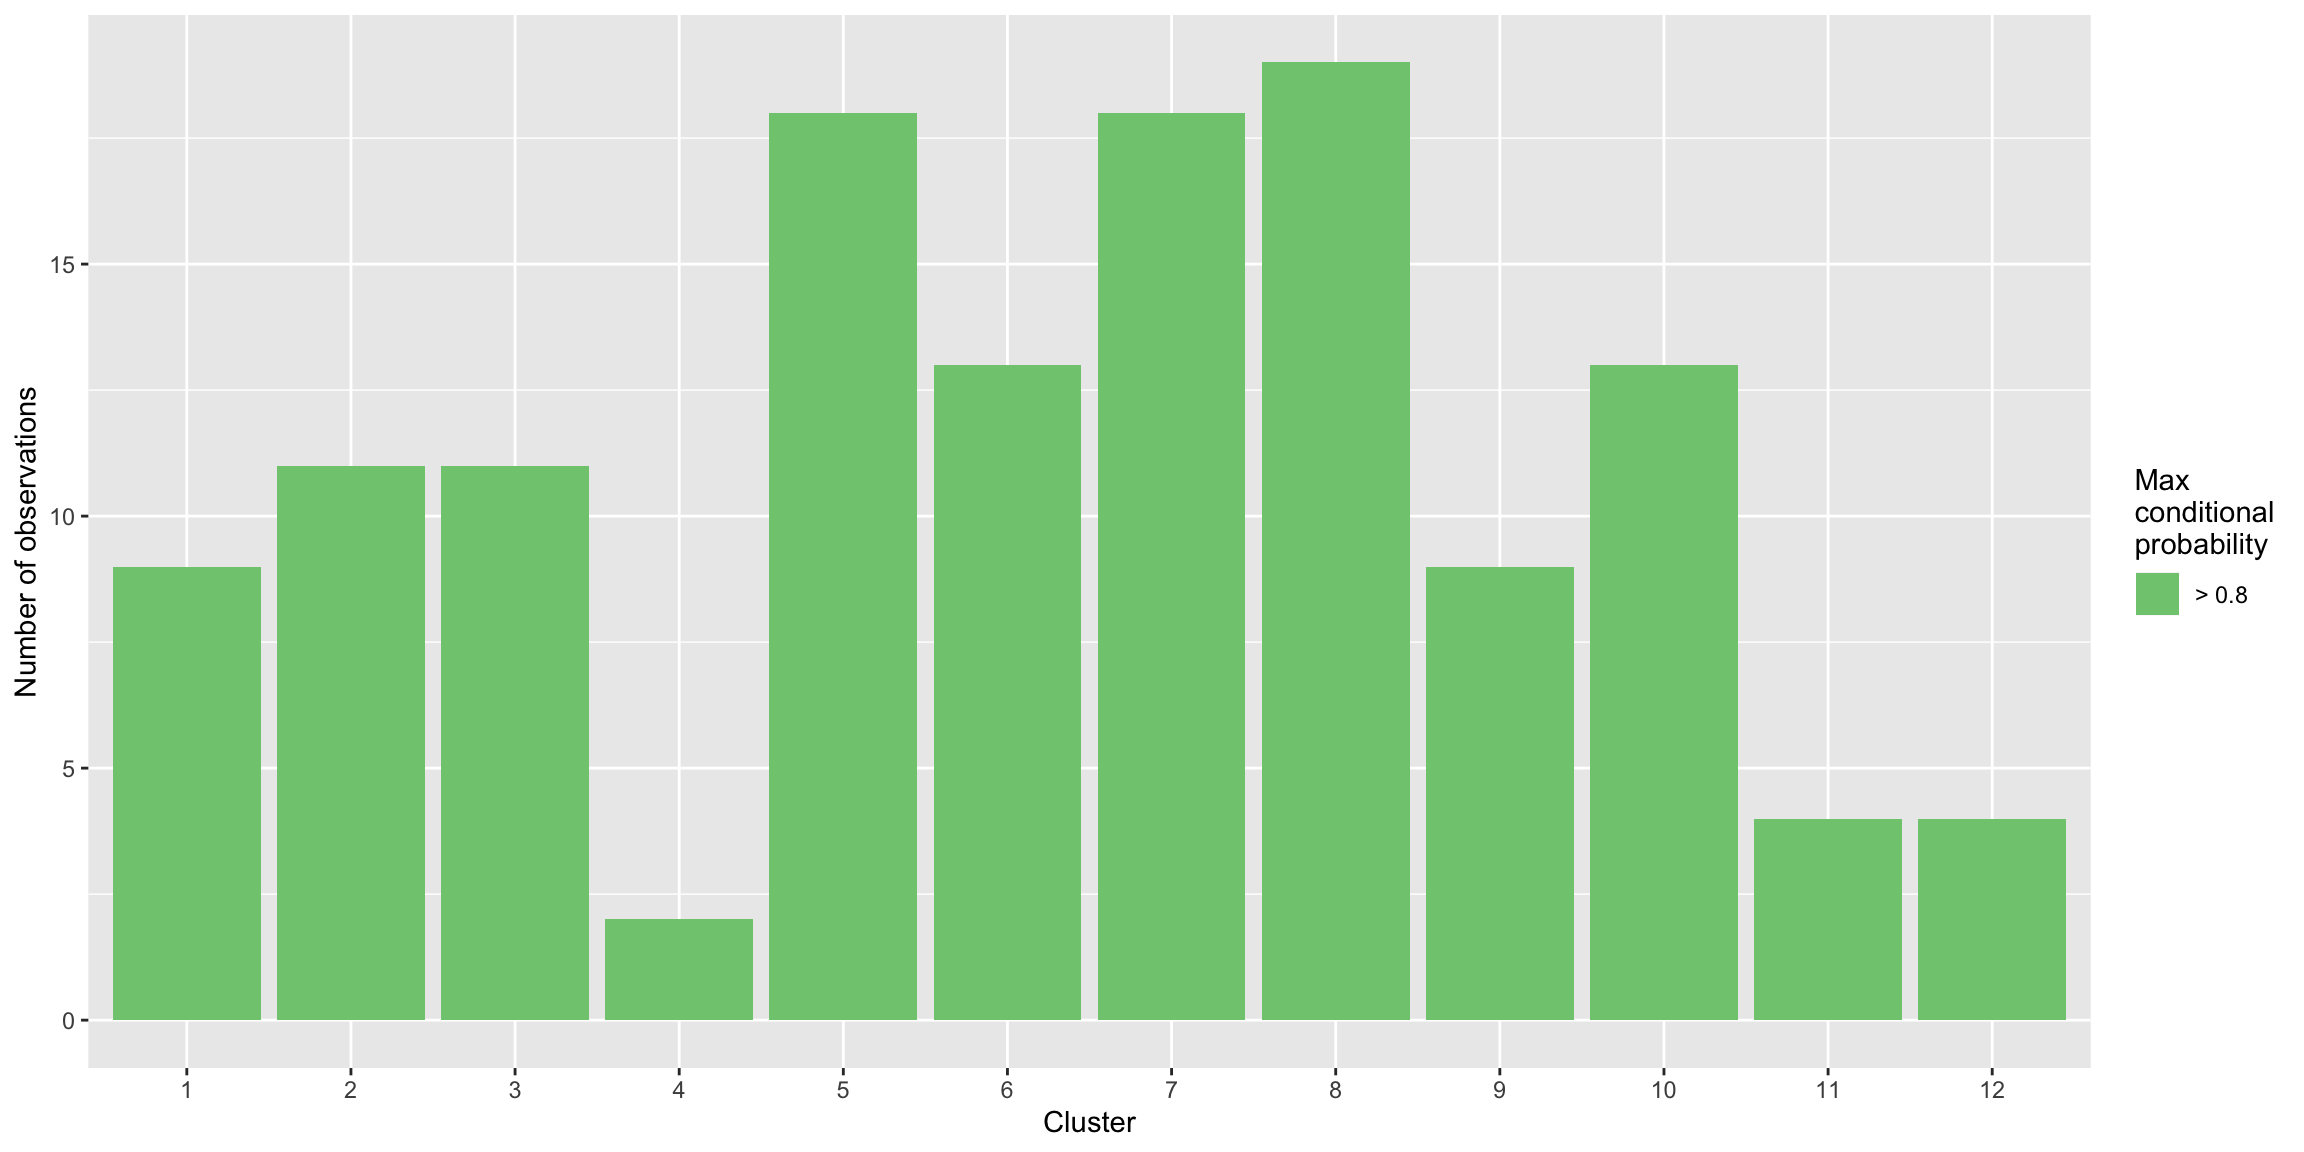 15
10
5
0
Number of observations
1 2 3 4 5 6 7 8 9 10 11 12
Cluster
Max
conditional
probability
> 0.8